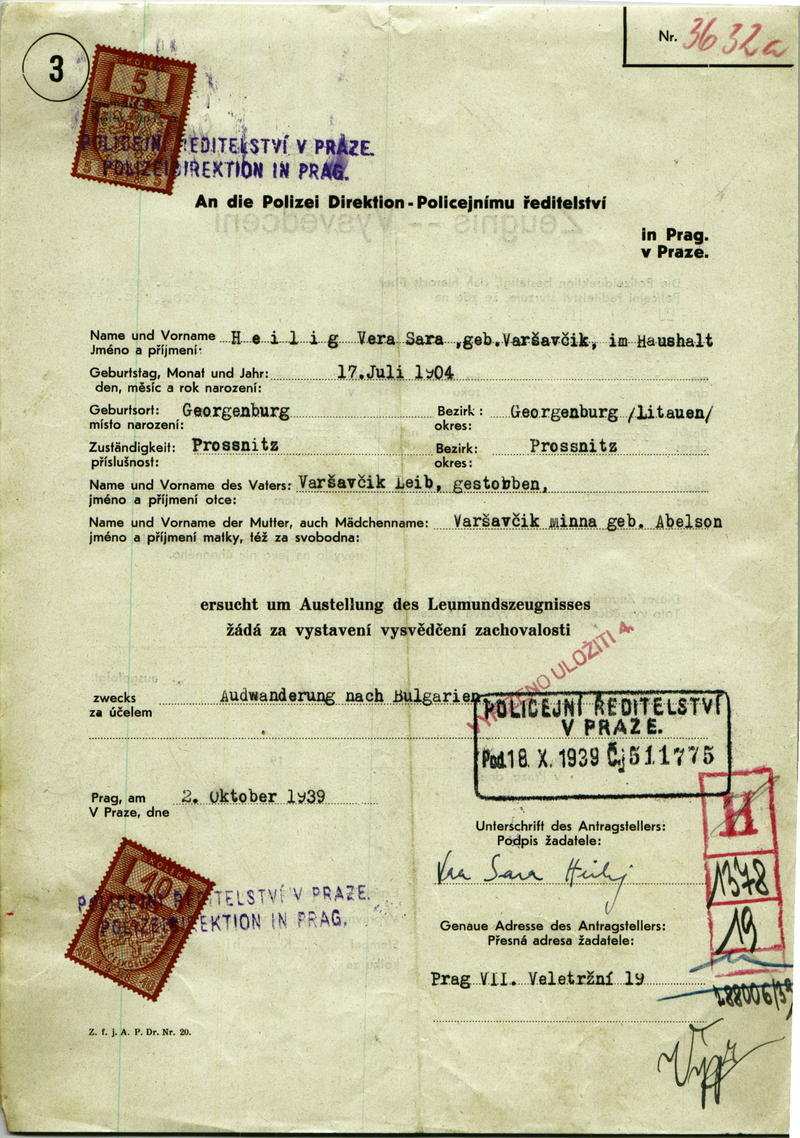 3
Nr. 3632a
KOLEK
5
POLICEJNÍ ŘEDITELSTVÍ V PRAZE.
POLIZEIDIREKTION IN PRAG.
An die Polizei Direktion - Policejnímu ředitelství
in Prag.
v Praze.
Name und Vorname H e i l i g Vera Sara ,geb.Varšavčik, im Haushalt
Jméno a příjmení:
Geburtstag, Monat und Jahr: 17.Juli 1904
den, měsíc a rok narození:
Geburtsort: Georgenburg Bezirk: Georgenburg /Litauen/
místo narození: okres:
Zuständigkeit: Prossnitz Bezirk: Prossnitz
příslušnost: okres:
Name und Vorname des Vaters: Varšavčik Leib, gestobben,
jméno a příjmení otce:
Name und Vorname der Mutter, auch Mädchenname: Varšavčik Minna geb. Abelson
jméno a příjmení matky, též za svobodna:
ersucht um Austellung des Leumundszeugnisses
žádá za vystavení vysvědčení zachovalosti
ULOŽITI 4.
zwecks Audwanderung nach Bulgarien
za účelem
POLICEJNÍ ŘEDITELSTVÍ
V PRAZE.
Pod. 18. X. 1939 Čj 511775
Prag, am 2. Oktober 1939
V Praze, dne
H
1378
19
Unterschrift des Antragstellers:
Podpis žadatele:
Vera Sara Heilig
KOLEK
10
POLICEJNÍ ŘEDITELSTVÍ V PRAZE.
POLIZEIDIREKTION IN PRAG.
Genaue Adresse des Antragstellers:
Přesná adresa žadatele:
Prag VII. Veletržní 19
188006/39
Z. f. j. A. P. Dr. Nr. 20.